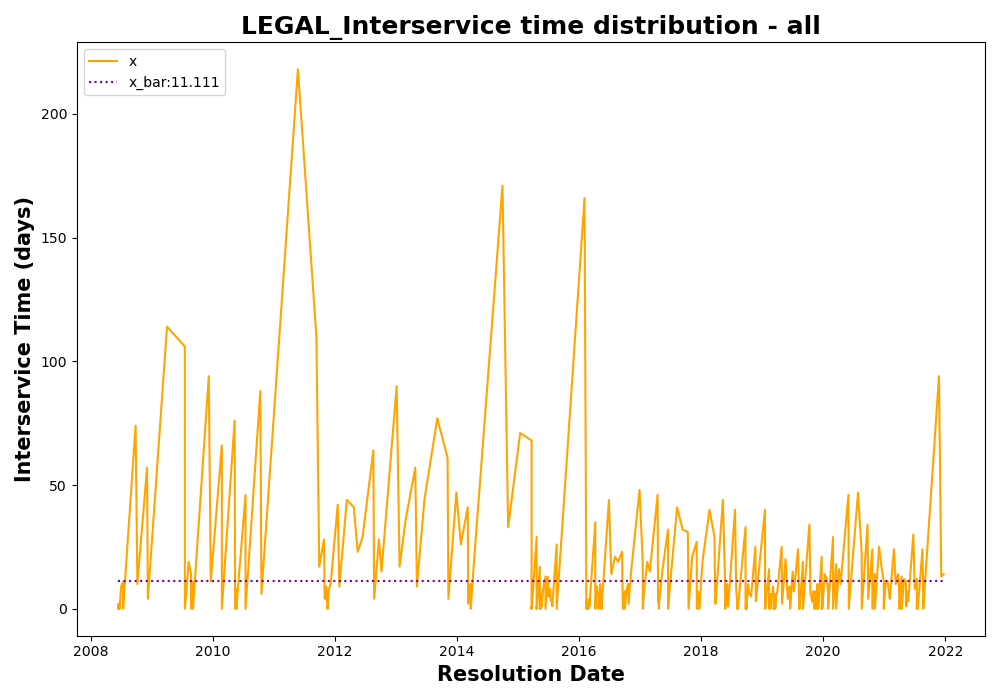 LEGAL_Interservice time distribution - all
x
x_bar:11.111
Interservice Time (days)
200
150
100
50
0
2008 2010 2012 2014 2016 2018 2020 2022
Resolution Date